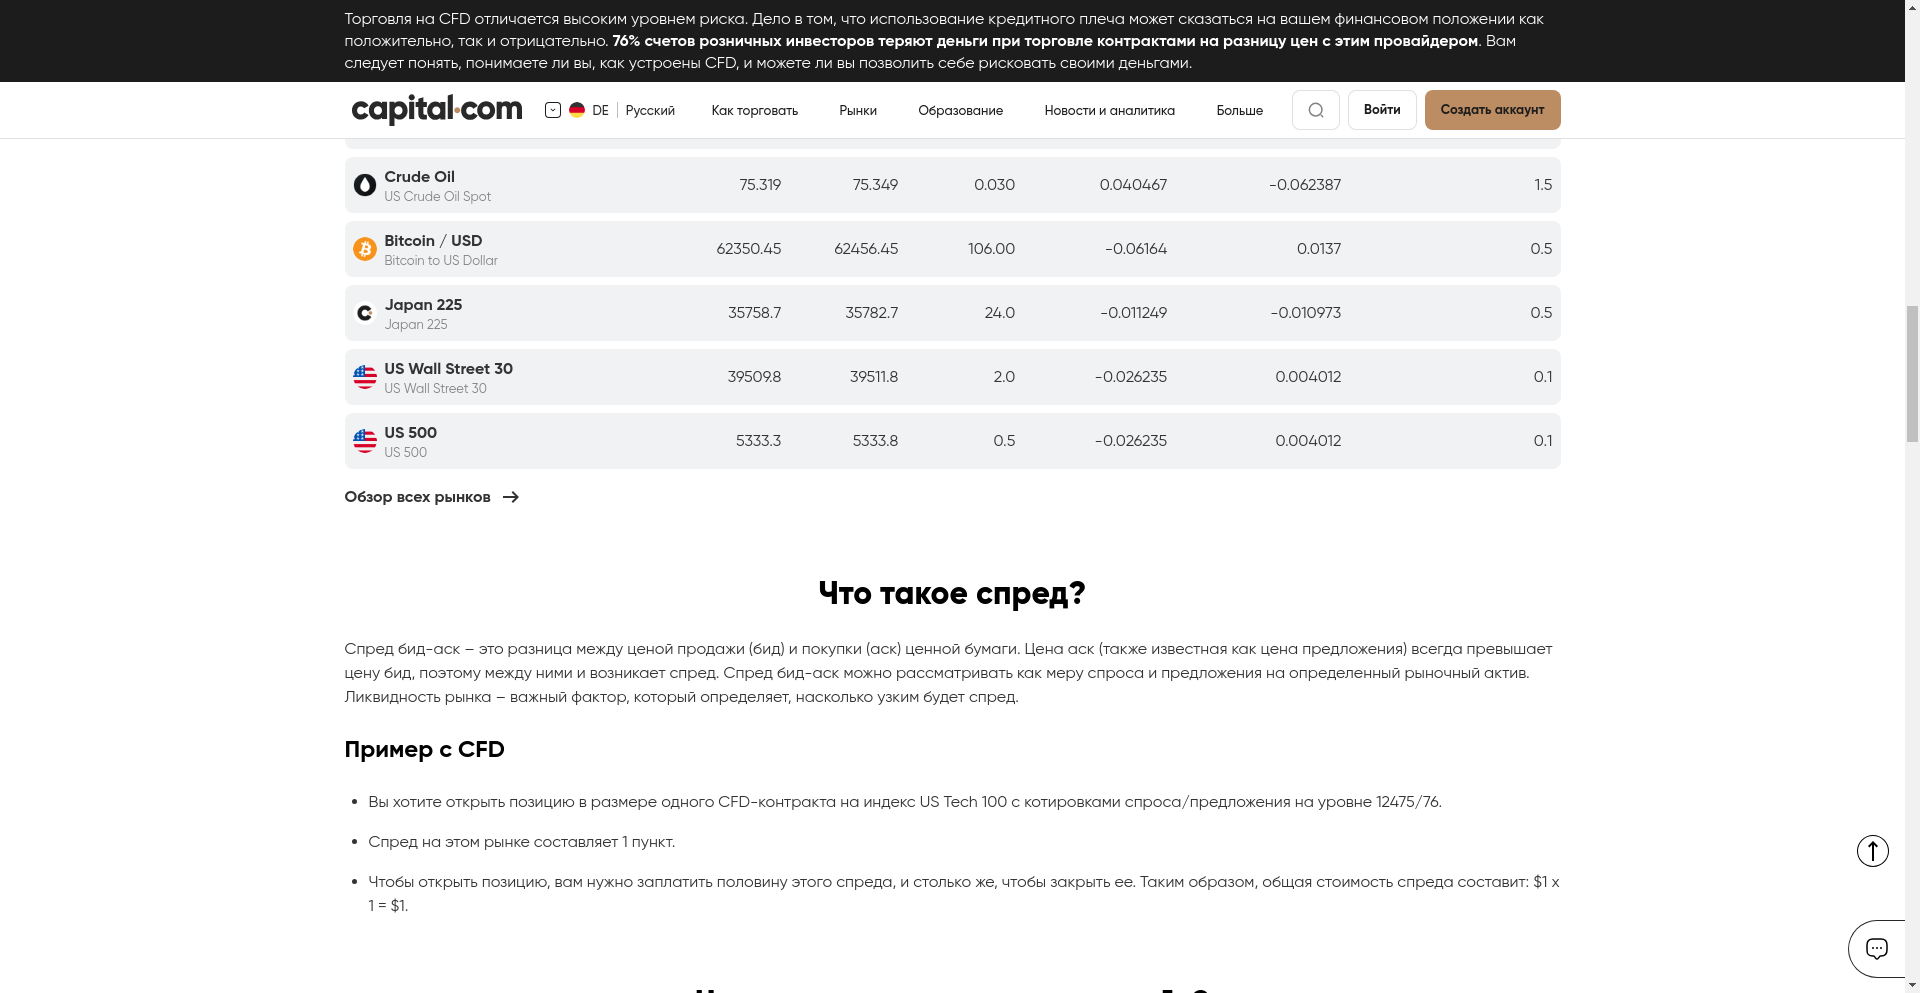 Торговля на CFD отличается высоким уровнем риска. Дело в том, что использование кредитного плеча может сказаться на вашем финансовом положении как
положительно, так и отрицательно. 76% счетов розничных инвесторов теряют деньги при торговле контрактами на разницу цен с этим провайдером. Вам
следует понять, понимаете ли вы, как устроены CFD, и можете ли вы позволить себе рисковать своими деньгами.
capital.com DE Русский Как торговать Рынки Образование Новости и аналитика Больше Войти Создать аккаунт
Crude Oil
US Crude Oil Spot
75.319 75.349 0.030 0.040467 -0.062387 1.5
Bitcoin / USD
Bitcoin to US Dollar
62350.45 62456.45 106.00 -0.06164 0.0137 0.5
Japan 225
Japan 225
35758.7 35782.7 24.0 -0.011249 -0.010973 0.5
US Wall Street 30
US Wall Street 30
39509.8 39511.8 2.0 -0.026235 0.004012 0.1
US 500
US 500
5333.3 5333.8 0.5 -0.026235 0.004012 0.1
Обзор всех рынков
Что такое спред?
Спред бид-аск – это разница между ценой продажи (бид) и покупки (аск) ценной бумаги. Цена аск (также известная как цена предложения) всегда превышает
цену бид, поэтому между ними и возникает спред. Спред бид-аск можно рассматривать как меру спроса и предложения на определенный рыночный актив.
Ликвидность рынка – важный фактор, который определяет, насколько узким будет спред.
Пример с CFD
Вы хотите открыть позицию в размере одного CFD-контракта на индекс US Tech 100 с котировками спроса/предложения на уровне 12475/76.
Спред на этом рынке составляет 1 пункт.
Чтобы открыть позицию, вам нужно заплатить половину этого спреда, и столько же, чтобы закрыть ее. Таким образом, общая стоимость спреда составит: $1 x
1 = $1.